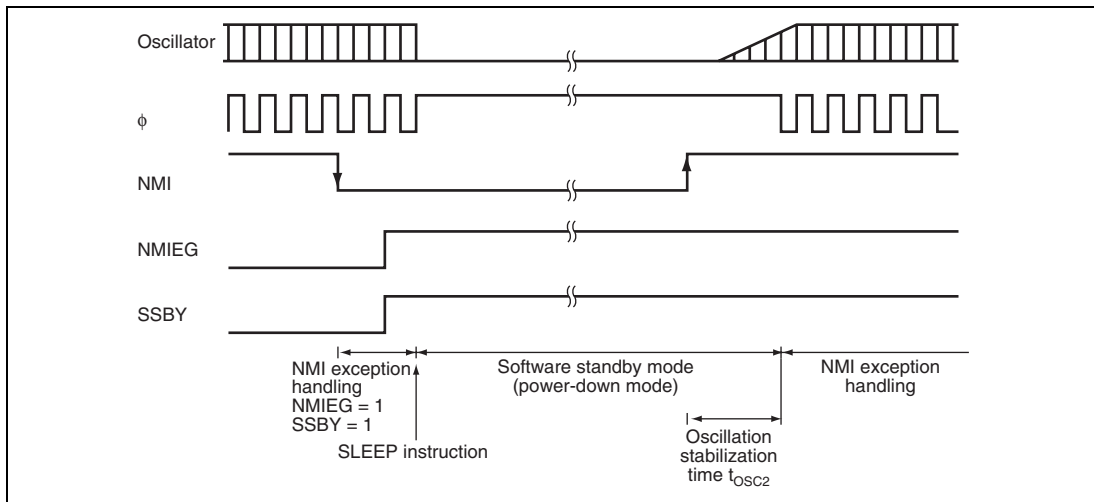 Oscillator
ϕ
NMI
NMIEG
SSBY
NMI exception
handling
NMIEG = 1
SSBY = 1
SLEEP instruction
Software standby mode
(power-down mode)
Oscillation
stabilization
time tOSC2
NMI exception
handling